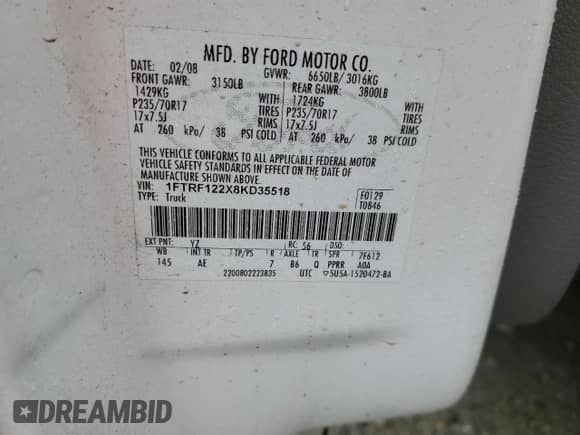 MFD. BY FORD MOTOR CO.
DATE: 02/08 GVWR: 6650LB/ 3016KG
FRONT GAWR: 3150LB REAR GAWR: 3800LB
1429KG WITH 1724KG WITH
P235/70R17 TIRES P235/70R17 TIRES
17x7.5J RIMS 17x7.5J RIMS
AT 260 kPa/ 38 PSI COLD AT 260 kPa/ 38 PSI COLD
THIS VEHICLE CONFORMS TO ALL APPLICABLE FEDERAL MOTOR
VEHICLE SAFETY STANDARDS IN EFFECT ON THE DATE OF
MANUFACTURE SHOWN ABOVE.
VIN: 1FTRF122X8KD35518 F0129
TYPE: Truck T0846
EXT PNT: YZ RC: 56 DSO:
WB INT TR TP/PS R AXLE TR SPR 7F612
145 AE 7 B6 Q PPRR AOA
2200802223835 UTC ▽5U5A-1520472-BA
DREAMBID